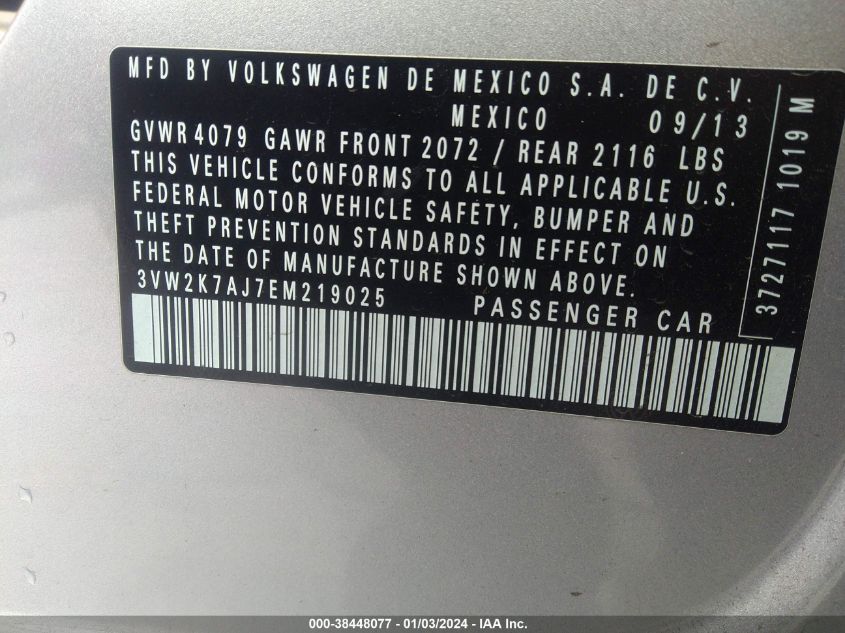 MFD BY VOLKSWAGEN DE MEXICO S.A. DE C.V.
MEXICO 09/13
GVWR 4079 GAWR FRONT 2072 / REAR 2116 LBS
THIS VEHICLE CONFORMS TO ALL APPLICABLE U.S.
FEDERAL MOTOR VEHICLE SAFETY, BUMPER AND
THEFT PREVENTION STANDARDS IN EFFECT ON
THE DATE OF MANUFACTURE SHOWN ABOVE.
3VW2K7AJ7EM219025 PASSENGER CAR
3727117 1019 M
000-38448077 — 01/03/2024 — IAA Inc.